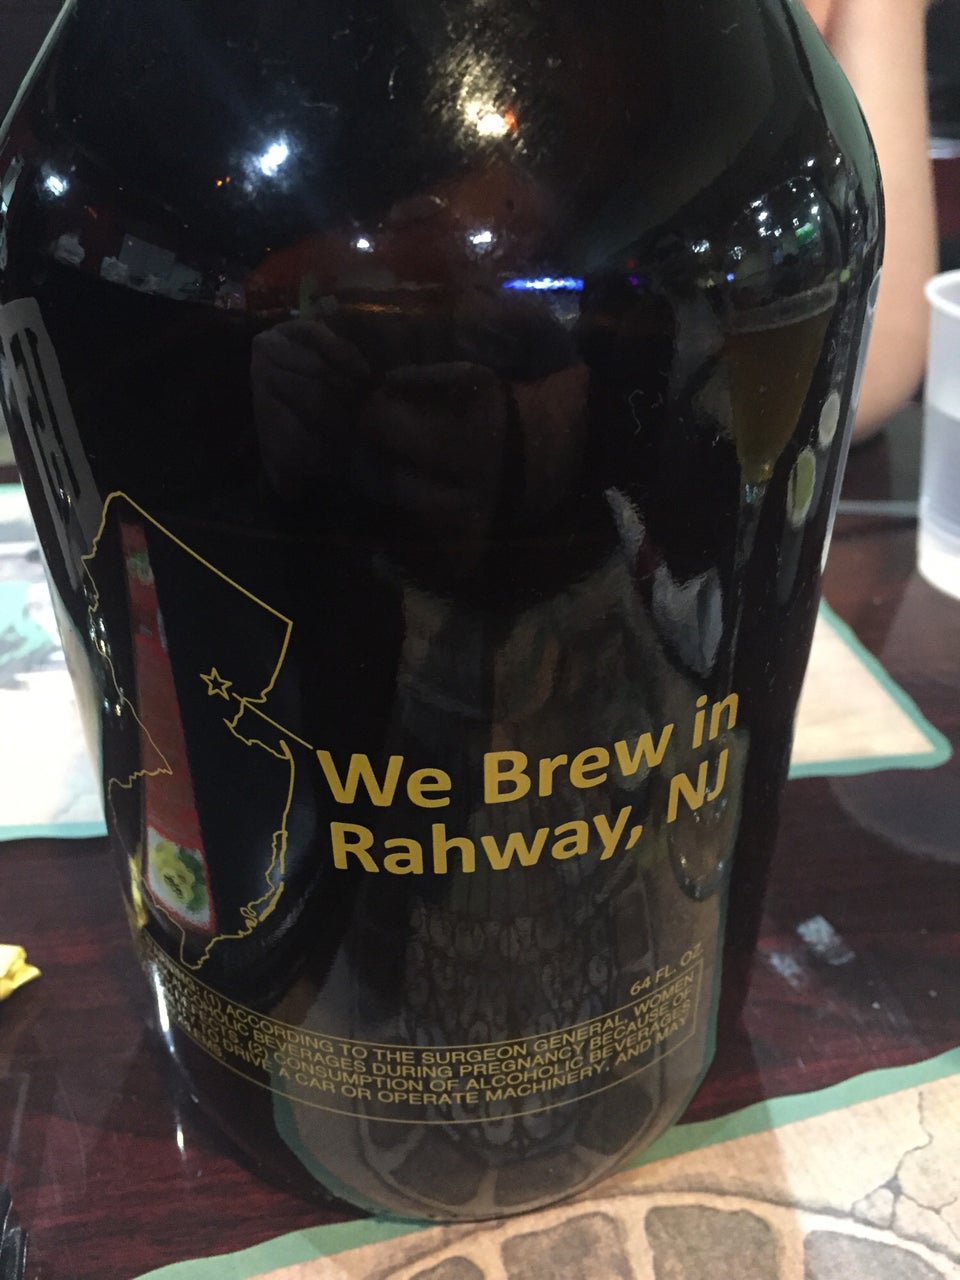 We Brew in
Rahway, NJ
64 FL. OZ.
ACCORDING TO THE SURGEON GENERAL, WOMEN
BEVERAGES DURING PREGNANCY BECAUSE OF
CONSUMPTION OF ALCOHOLIC BEVERAGES
DRIVE A CAR OR OPERATE MACHINERY, AND MAY